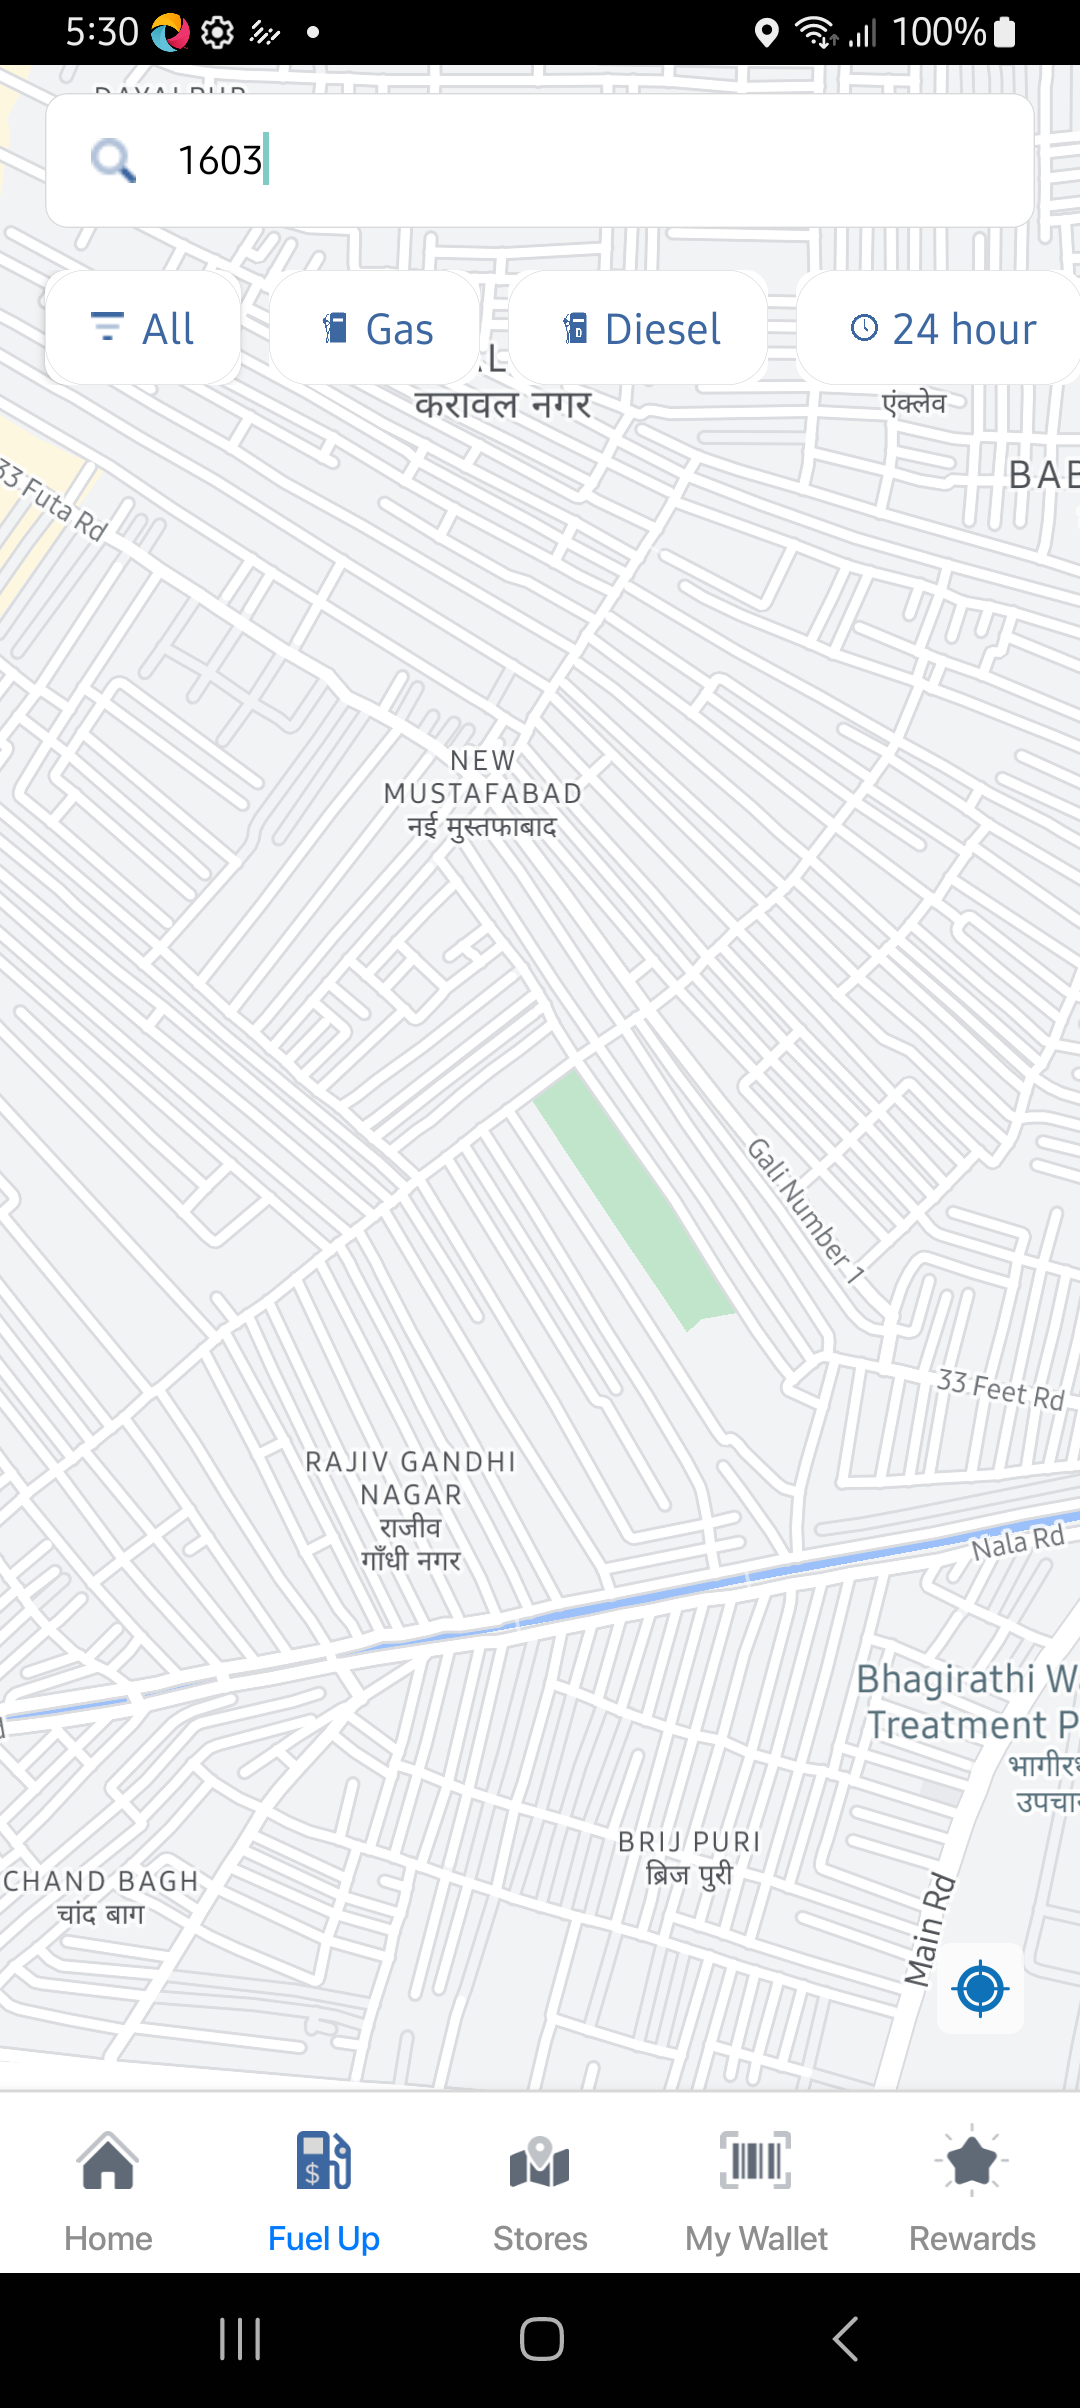 5:30
100%
1603
All
Gas
Diesel
24 hour
करावल नगर
एंक्लेव
33 Futa Rd
NEW
MUSTAFABAD
नई मुस्तफाबाद
Gali Number 1
33 Feet Rd
RAJIV GANDHI
NAGAR
राजीव
गाँधी नगर
Nala Rd
Bhagirathi W
Treatment P
BRIJ PURI
ब्रिज पुरी
CHAND BAGH
चांद बाग
Main Rd
Home
Fuel Up
Stores
My Wallet
Rewards